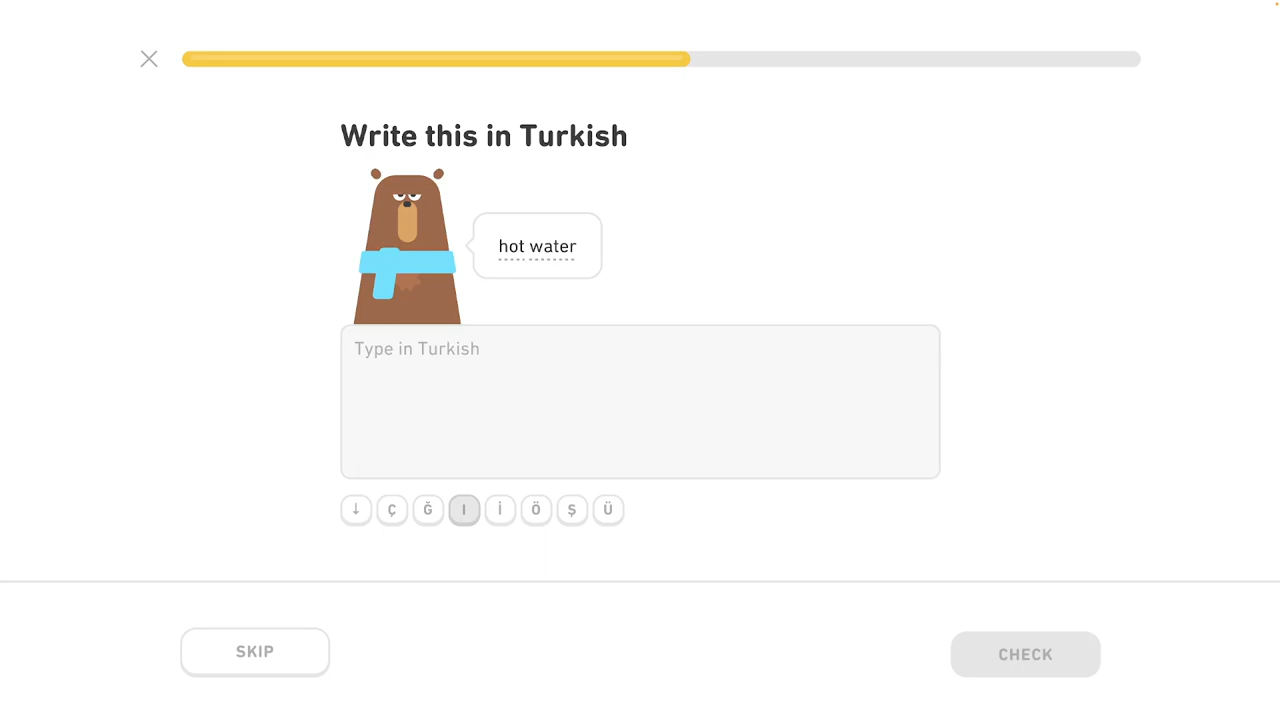 Write this in Turkish
hot water
Type in Turkish
↓ Ç Ğ I İ Ö Ş Ü
SKIP
CHECK